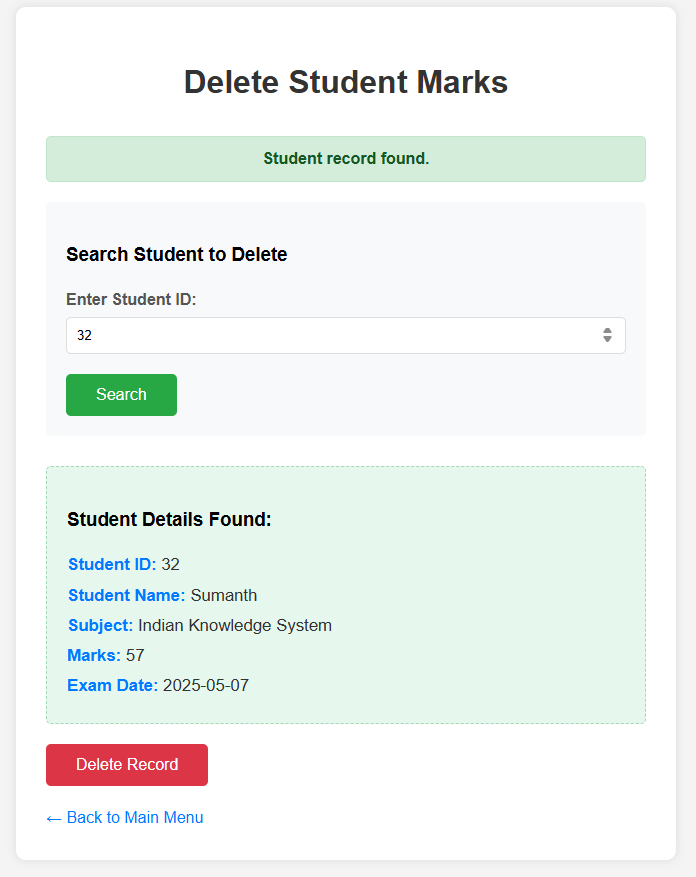 Delete Student Marks
Student record found.
Search Student to Delete
Enter Student ID:
32
Search
Student Details Found:
Student ID: 32
Student Name: Sumanth
Subject: Indian Knowledge System
Marks: 57
Exam Date: 2025-05-07
Delete Record
← Back to Main Menu